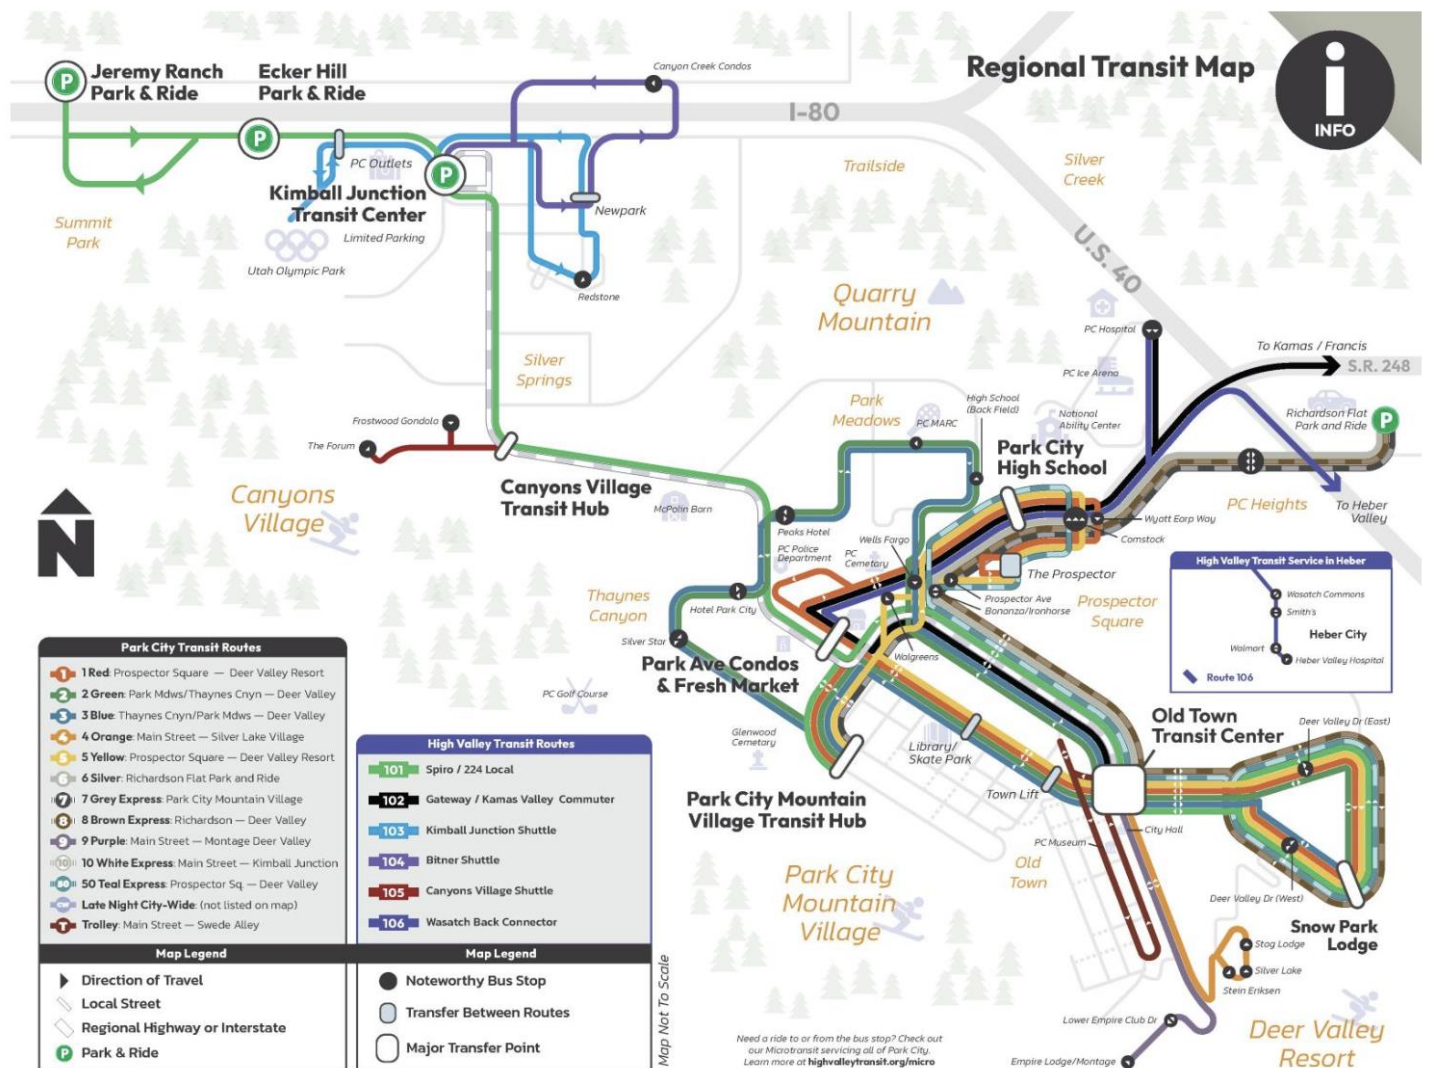 Regional Transit Map
INFO
Jeremy Ranch
Park & Ride
Ecker Hill
Park & Ride
Canyon Creek Condos
I-80
PC Outlets
Kimball Junction
Transit Center
Limited Parking
Utah Olympic Park
Newpark
Redstone
Summit
Park
Trailside
Silver
Creek
U.S. 40
Quarry
Mountain
Silver
Springs
PC Hospital
PC Ice Arena
To Kamas / Francis
S.R. 248
Richardson Flat
Park and Ride
Park
Meadows
High School
(Back Field)
National
Ability Center
PC MARC
Park City
High School
Frostwood Gondola
The Forum
Canyons Village
Transit Hub
McPolin Barn
Canyons
Village
N
Peaks Hotel
PC Police
Department
PC
Cemetary
Wells Fargo
Wyatt Earp Way
Comstock
PC Heights
To Heber
Valley
The Prospector
Prospector Ave
Bonanza/Ironhorse
Prospector
Square
High Valley Transit Service in Heber
Wasatch Commons
Smith's
Heber City
Walmart
Heber Valley Hospital
Route 106
Thaynes
Canyon
Hotel Park City
Silver Star
Park Ave Condos
& Fresh Market
Walgreens
PC Golf Course
Glenwood
Cemetary
Library/
Skate Park
Old Town
Transit Center
Deer Valley Dr (East)
Town Lift
Park City Mountain
Village Transit Hub
City Hall
PC Museum
Old
Town
Park City
Mountain
Village
Deer Valley Dr (West)
Snow Park
Lodge
Stag Lodge
Silver Lake
Stein Eriksen
Lower Empire Club Dr
Empire Lodge/Montage
Deer Valley
Resort
Park City Transit Routes
1 1 Red: Prospector Square — Deer Valley Resort
2 2 Green: Park Mdws/Thaynes Cnyn — Deer Valley
3 3 Blue: Thaynes Cnyn/Park Mdws — Deer Valley
4 4 Orange: Main Street — Silver Lake Village
5 5 Yellow: Prospector Square — Deer Valley Resort
6 6 Silver: Richardson Flat Park and Ride
7 7 Grey Express: Park City Mountain Village
8 8 Brown Express: Richardson — Deer Valley
9 9 Purple: Main Street — Montage Deer Valley
10 10 White Express: Main Street — Kimball Junction
50 50 Teal Express: Prospector Sq. — Deer Valley
CW Late Night City-Wide: (not listed on map)
T Trolley: Main Street — Swede Alley
High Valley Transit Routes
101 Spiro / 224 Local
102 Gateway / Kamas Valley Commuter
103 Kimball Junction Shuttle
104 Bitner Shuttle
105 Canyons Village Shuttle
106 Wasatch Back Connector
Map Legend
Direction of Travel
Local Street
Regional Highway or Interstate
P Park & Ride
Map Legend
Noteworthy Bus Stop
Transfer Between Routes
Major Transfer Point
Map Not To Scale
Need a ride to or from the bus stop? Check out
our Microtransit servicing all of Park City.
Learn more at highvalleytransit.org/micro